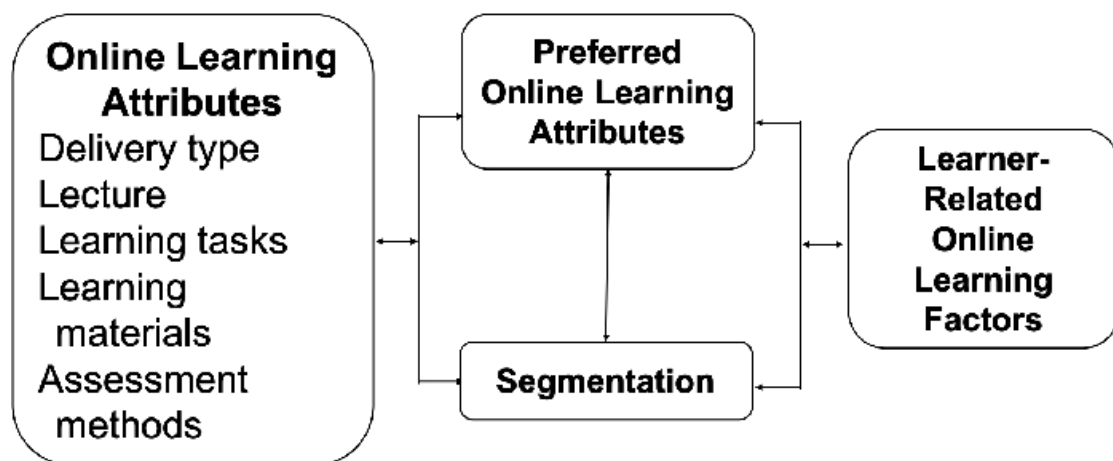 Online Learning
Attributes
Delivery type
Lecture
Learning tasks
Learning
materials
Assessment
methods
Preferred
Online Learning
Attributes
Segmentation
Learner-
Related
Online
Learning
Factors